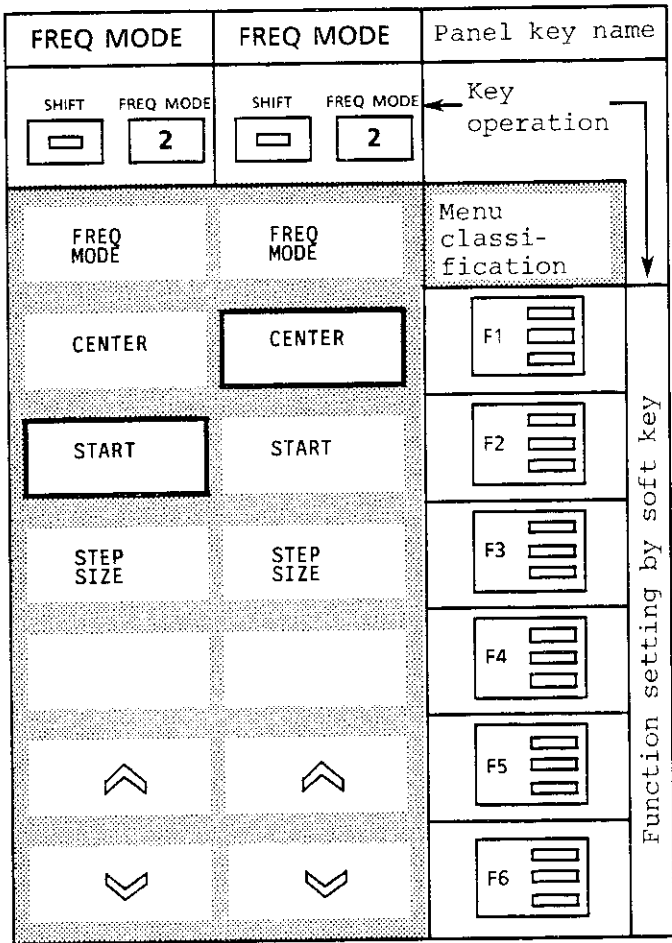 FREQ MODE FREQ MODE Panel key name
SHIFT FREQ MODE SHIFT FREQ MODE Key
operation
2 2
FREQ
MODE
FREQ
MODE
Menu
classi-
fication
CENTER CENTER F1
START START F2
STEP
SIZE
STEP
SIZE
F3
F4
F5
F6
Function setting by soft key